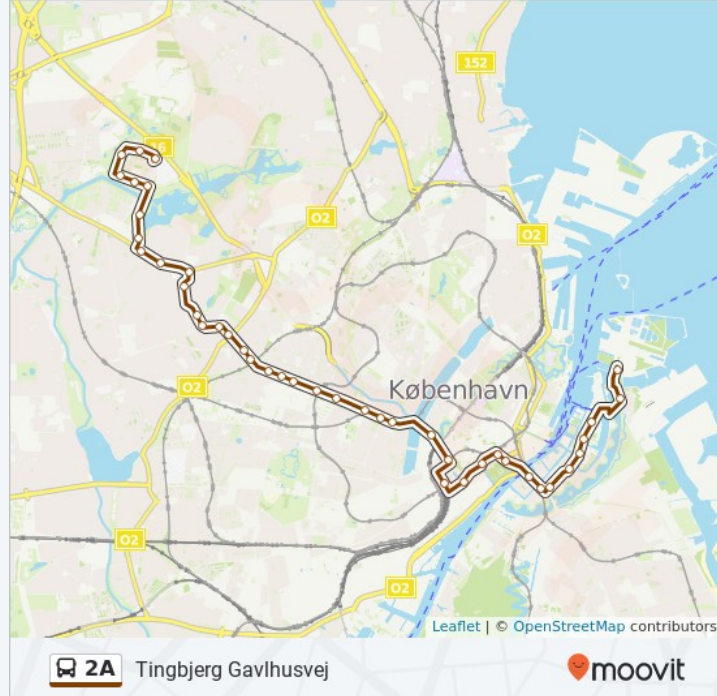 152
16
O2
O2
København
O2
O2
O2
Leaflet | © OpenStreetMap contributors
2A Tingbjerg Gavlhusvej
moovit